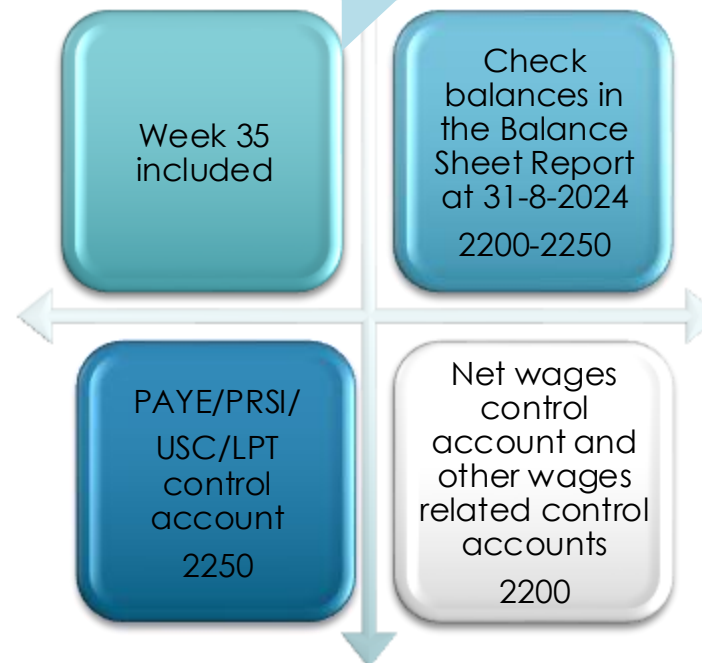 Week 35
included
Check
balances in
the Balance
Sheet Report
at 31-8-2024
2200-2250
PAYE/PRSI/
USC/LPT
control
account
2250
Net wages
control
account and
other wages
related control
accounts
2200